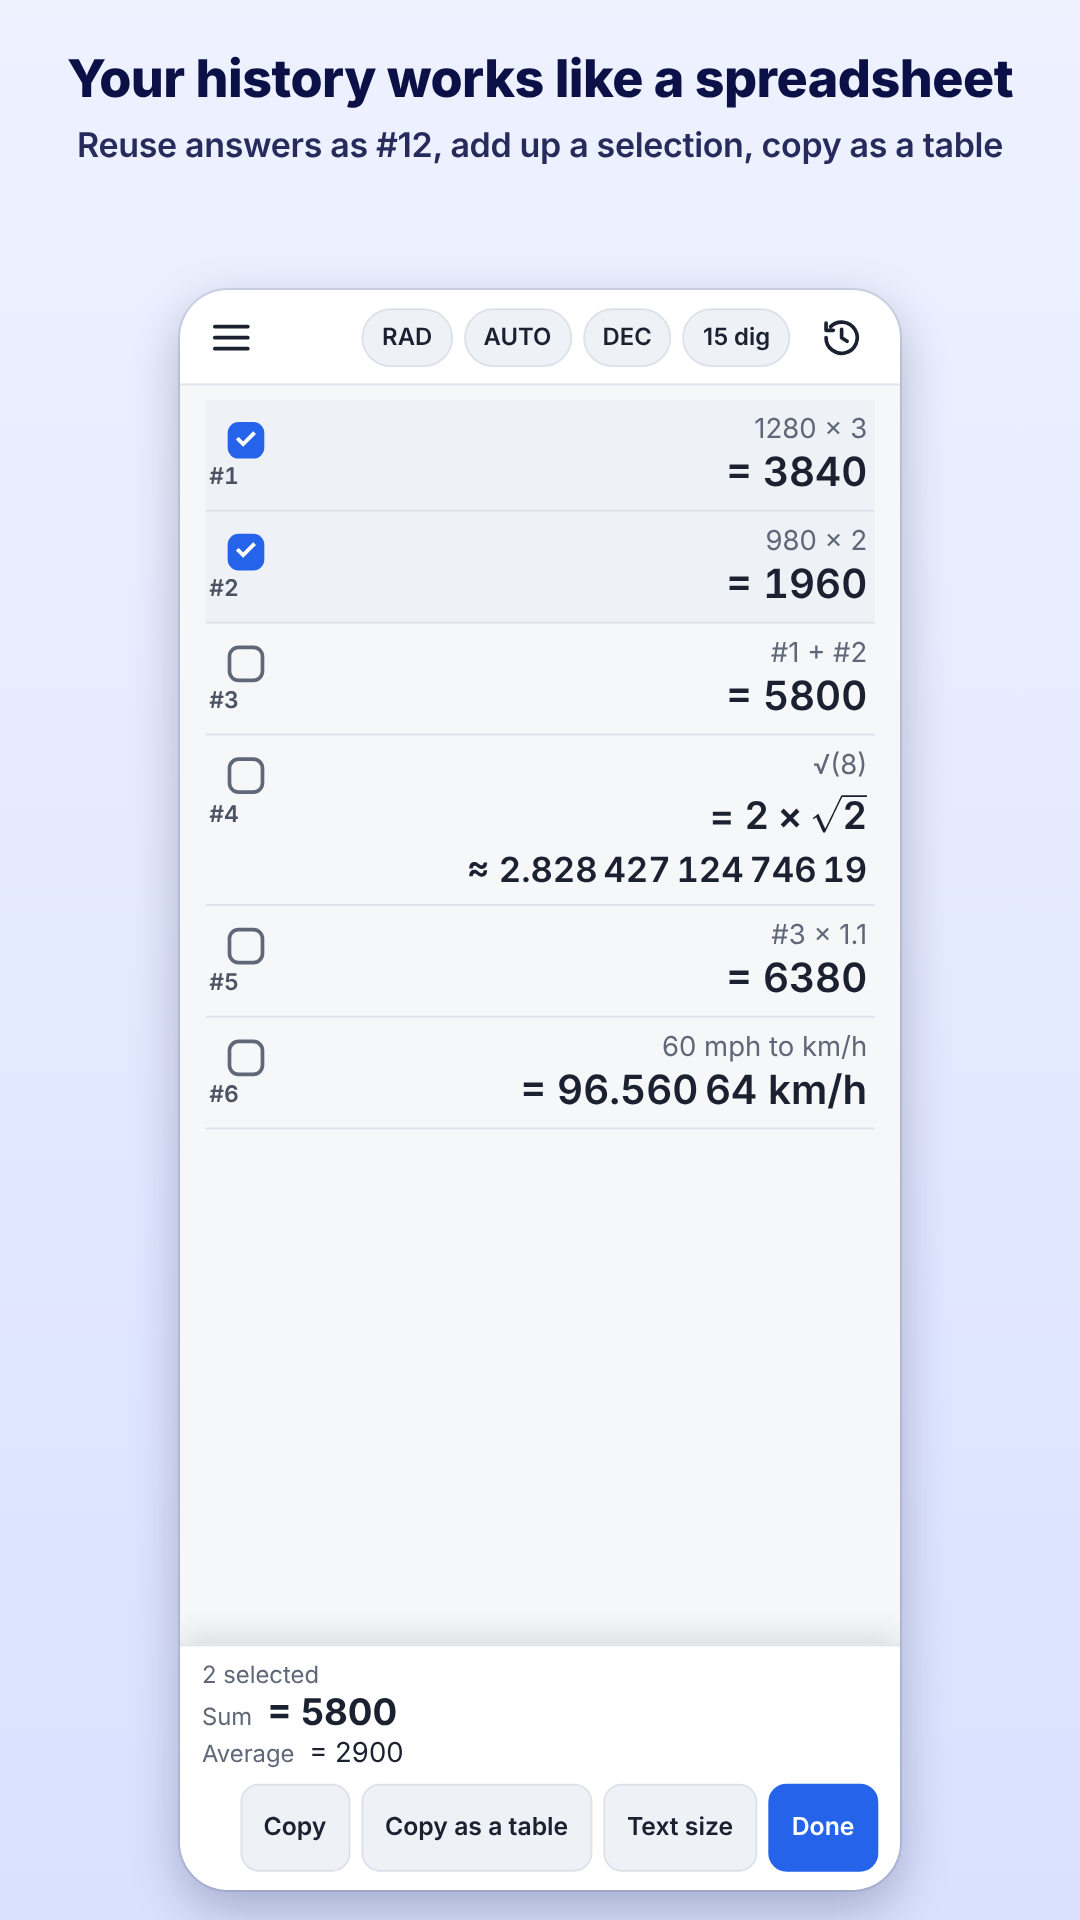 Your history works like a spreadsheet
Reuse answers as #12, add up a selection, copy as a table
RAD AUTO DEC 15 dig
1280 × 3
#1 = 3840
980 × 2
#2 = 1960
#1 + #2
#3 = 5800
√(8)
#4 = 2 × √2
≈ 2.828 427 124 746 19
#3 × 1.1
#5 = 6380
60 mph to km/h
#6 = 96.560 64 km/h
2 selected
Sum = 5800
Average = 2900
Copy Copy as a table Text size Done